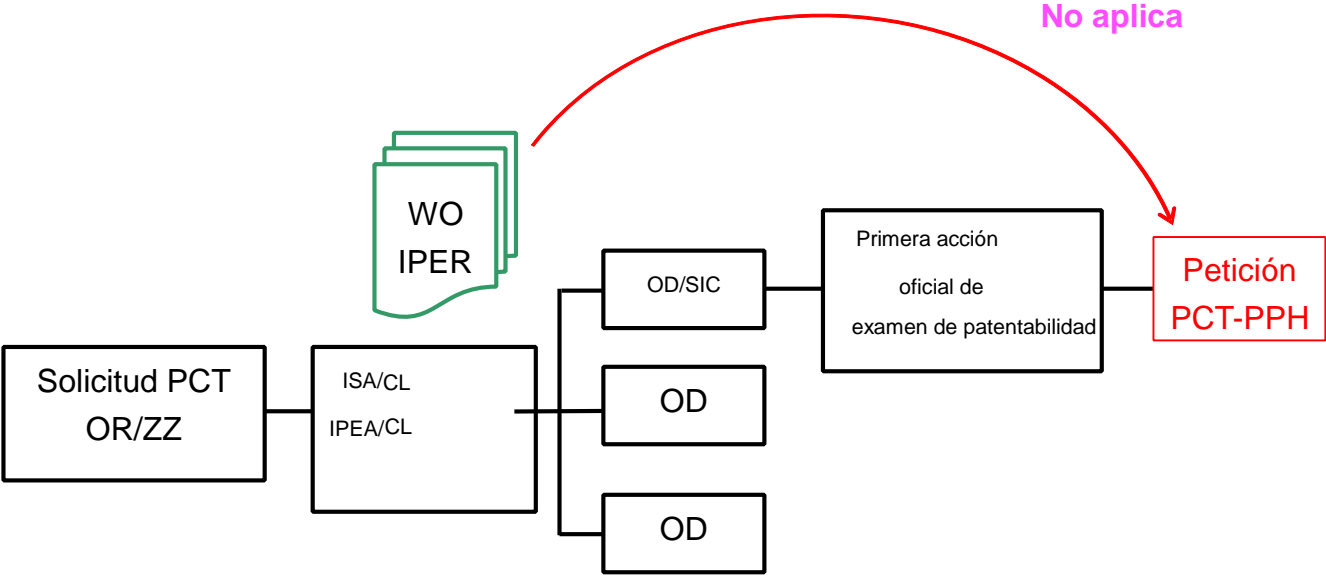 No aplica
WO
IPER
Primera acción
oficial de
examen de patentabilidad
OD/SIC
Petición
PCT-PPH
Solicitud PCT
OR/ZZ
ISA/CL
IPEA/CL
OD
OD